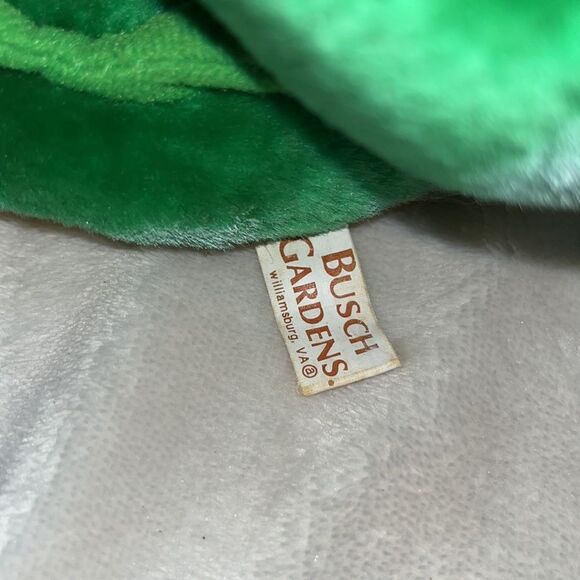 BUSCH
GARDENS.
Williamsburg, VA ⓐ